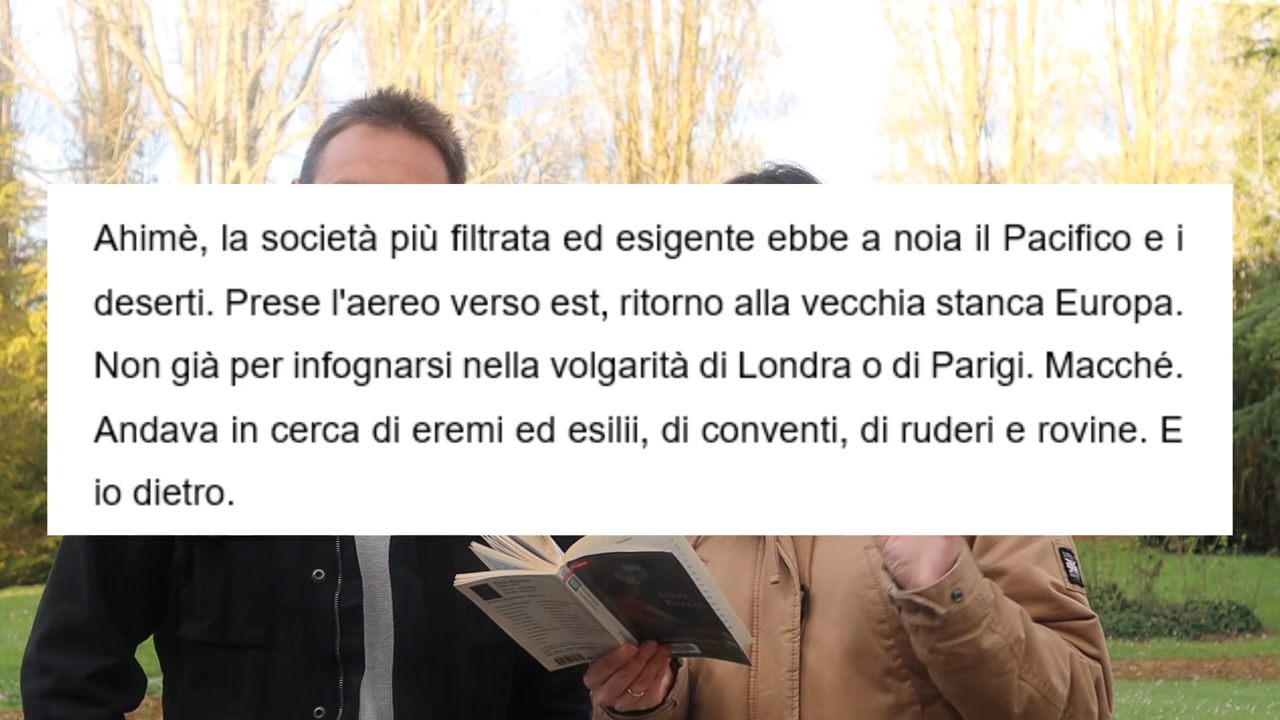 Ahimè, la società più filtrata ed esigente ebbe a noia il Pacifico e i
deserti. Prese l'aereo verso est, ritorno alla vecchia stanca Europa.
Non già per infognarsi nella volgarità di Londra o di Parigi. Macché.
Andava in cerca di eremi ed esilii, di conventi, di ruderi e rovine. E
io dietro.